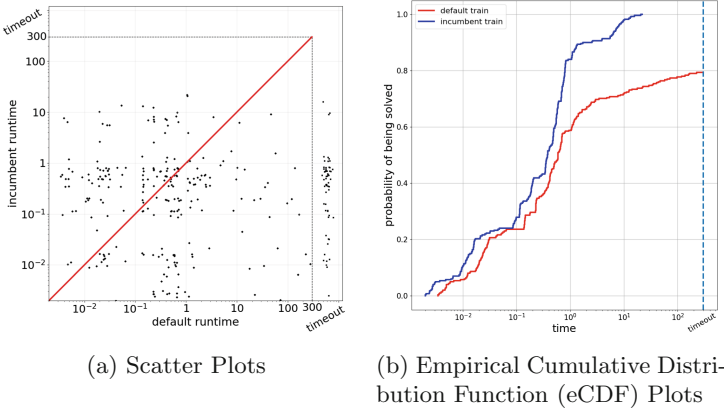 timeout
300
100
10
1
10⁻¹
10⁻²
incumbent runtime
10⁻² 10⁻¹ 1 10 100 300
timeout
default runtime
(a) Scatter Plots
default train
incumbent train
1.0
0.8
0.6
0.4
0.2
0.0
probability of being solved
10⁻² 10⁻¹ 10⁰ 10¹ 10² timeout
time
(b) Empirical Cumulative Distri-
bution Function (eCDF) Plots